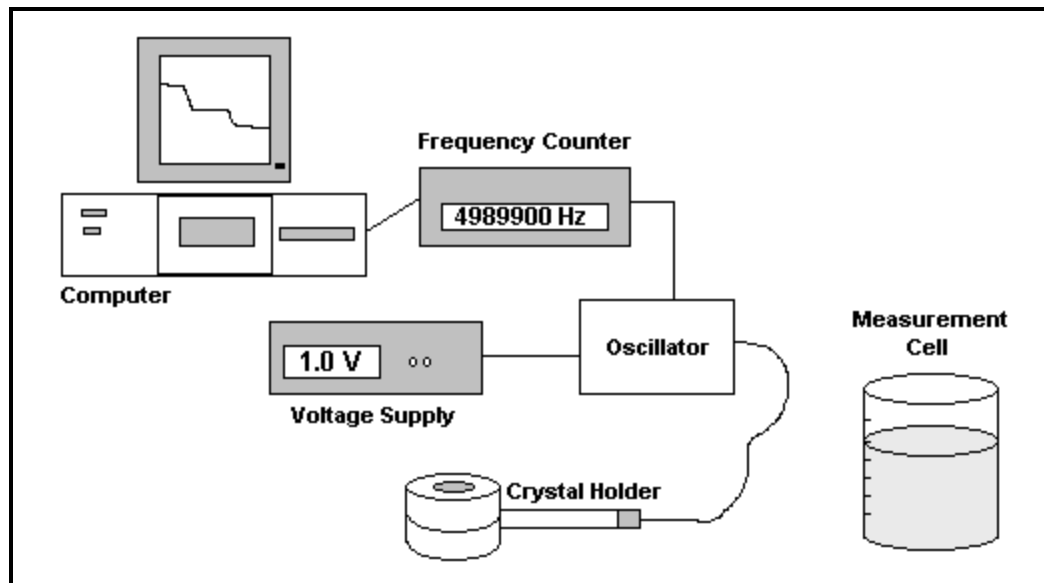 Frequency Counter
4989900 Hz
Computer
Oscillator
Measurement
Cell
1.0 V
Voltage Supply
Crystal Holder